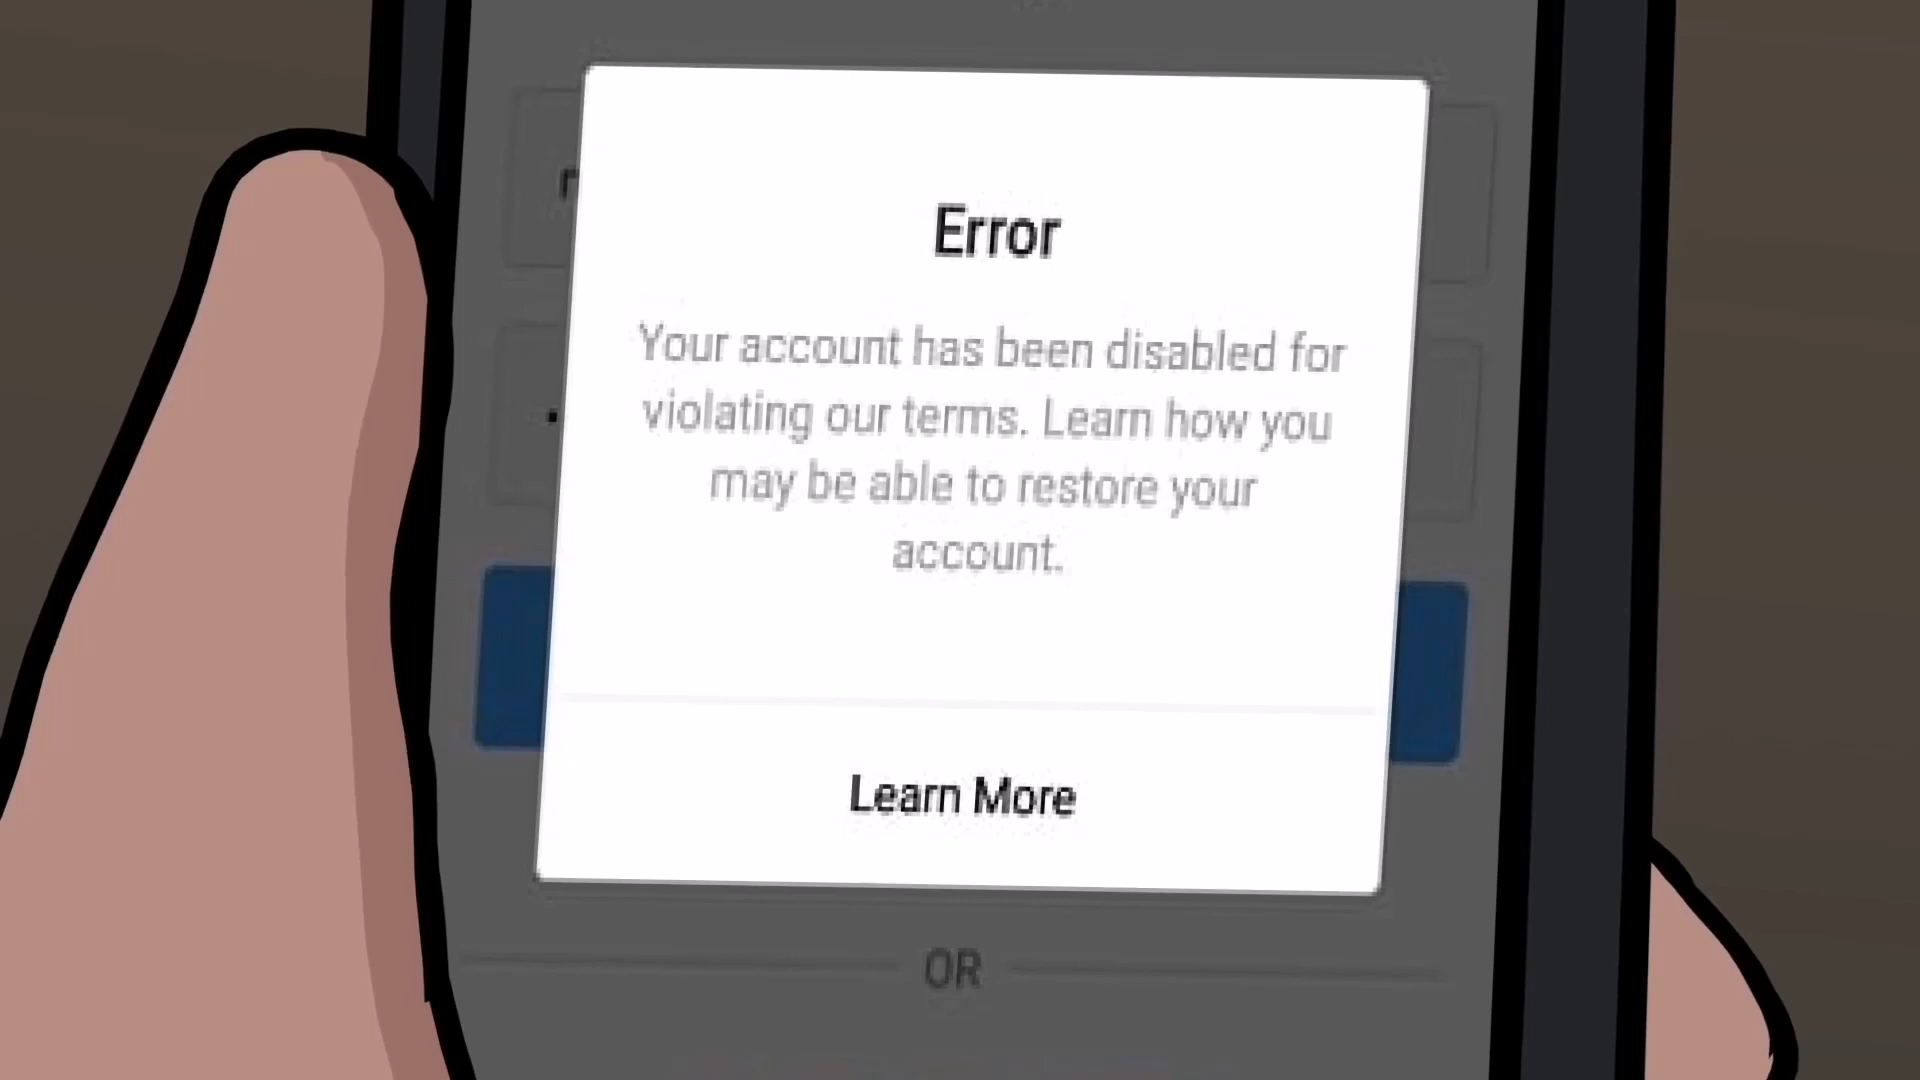 Error
Your account has been disabled for
violating our terms. Learn how you
may be able to restore your
account.
Learn More
OR